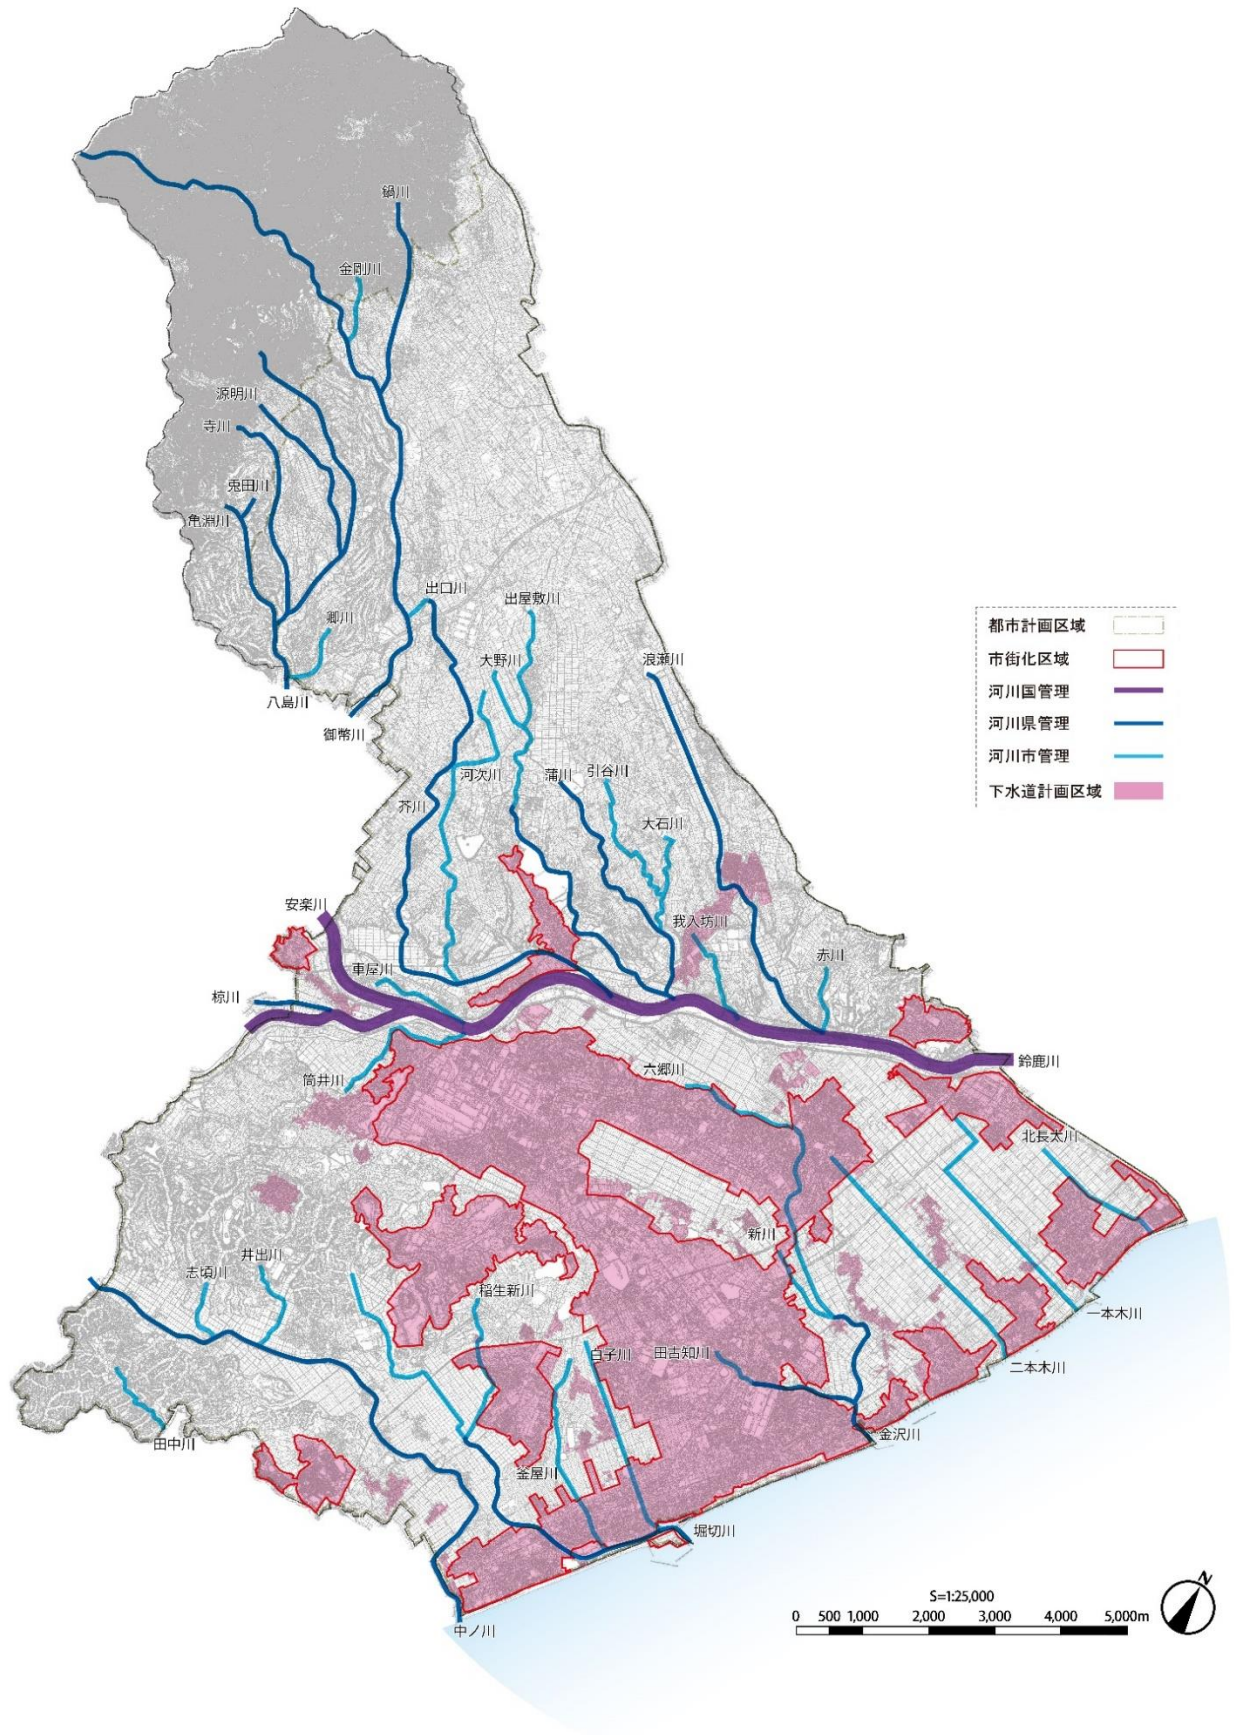 鍋川
金剛川
源明川
寺川
兎田川
亀淵川
出口川
出屋敷川
卿川
大野川
浪瀬川
八島川
御幣川
河次川
蒲川
引谷川
芥川
大石川
安楽川
我入坊川
車屋川
赤川
椋川
鈴鹿川
六郷川
筒井川
北長太川
新川
井出川
志頃川
稲生新川
一本木川
白子川
田古知川
二本木川
田中川
金沢川
釜屋川
堀切川
中ノ川
都市計画区域
市街化区域
河川国管理
河川県管理
河川市管理
下水道計画区域
N
S=1:25,000
0 500 1,000 2,000 3,000 4,000 5,000m